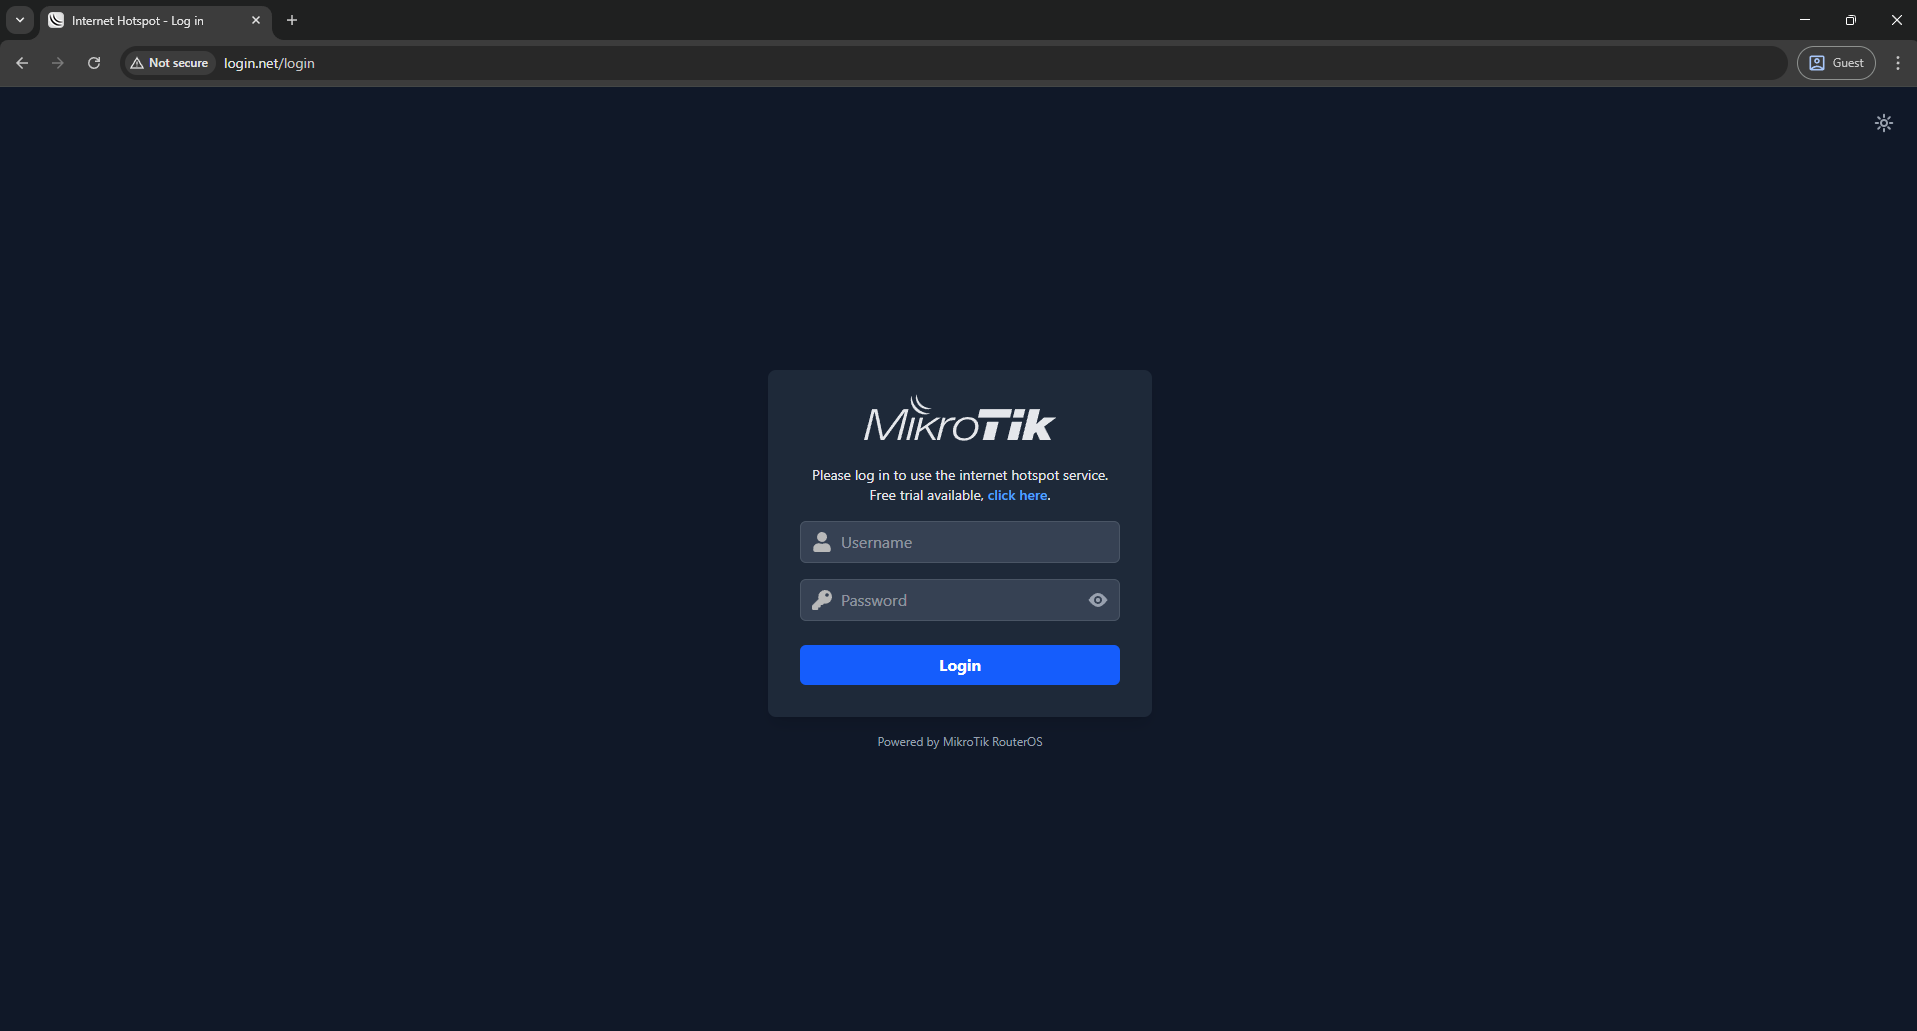 Internet Hotspot - Log in
Not secure
login.net/login
Guest
MikroTik
Please log in to use the internet hotspot service.
Free trial available, click here.
Username
Password
Login
Powered by MikroTik RouterOS